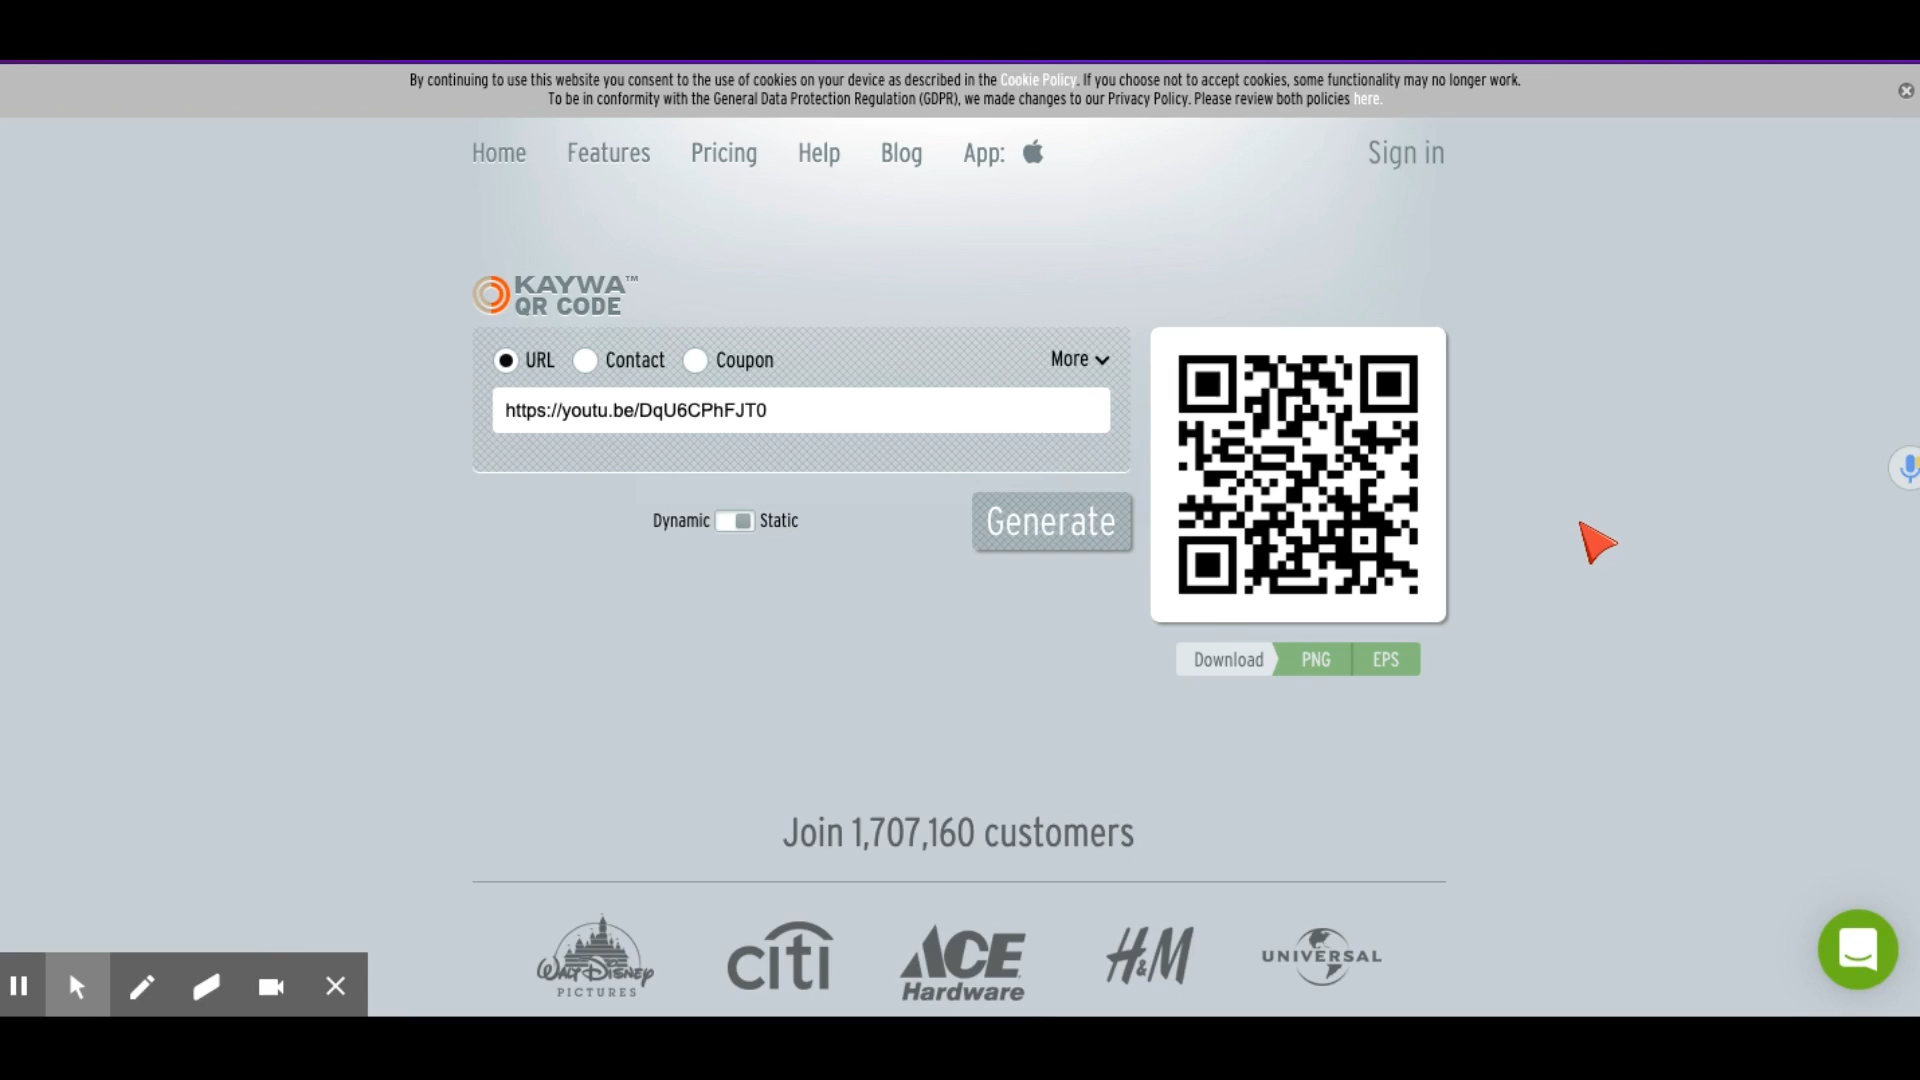 By continuing to use this website you consent to the use of cookies on your device as described in the Cookie Policy. If you choose not to accept cookies, some functionality may no longer work.
To be in conformity with the General Data Protection Regulation (GDPR), we made changes to our Privacy Policy. Please review both policies here.
Home Features Pricing Help Blog App: Sign in
KAYWA™
QR CODE
URL Contact Coupon More
https://youtu.be/DqU6CPhFJT0
Dynamic Static Generate
Download PNG EPS
Join 1,707,160 customers
WALT DISNEY
PICTURES
citi
ACE
Hardware
H&M
UNIVERSAL